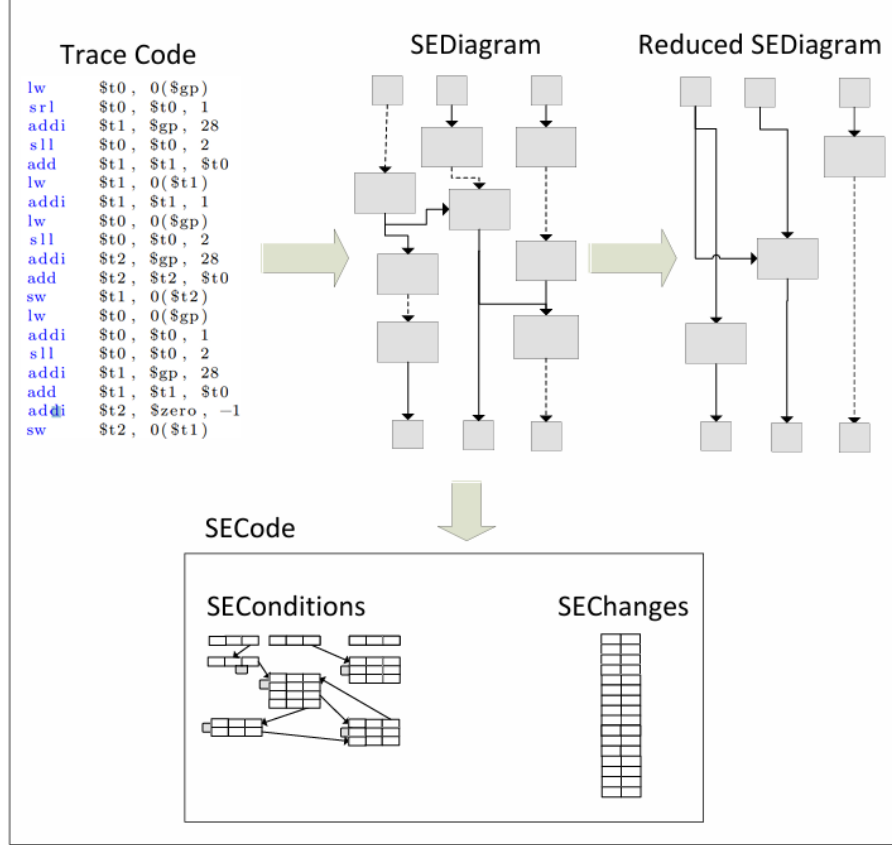 Trace Code
SEDiagram
Reduced SEDiagram
lw $t0, 0($gp)
srl $t0, $t0, 1
addi $t1, $gp, 28
sll $t0, $t0, 2
add $t1, $t1, $t0
lw $t1, 0($t1)
addi $t1, $t1, 1
lw $t0, 0($gp)
sll $t0, $t0, 2
addi $t2, $gp, 28
add $t2, $t2, $t0
sw $t1, 0($t2)
lw $t0, 0($gp)
addi $t0, $t0, 1
sll $t0, $t0, 2
addi $t1, $gp, 28
add $t1, $t1, $t0
addi $t2, $zero, −1
sw $t2, 0($t1)
SECode
SEConditions
SEChanges